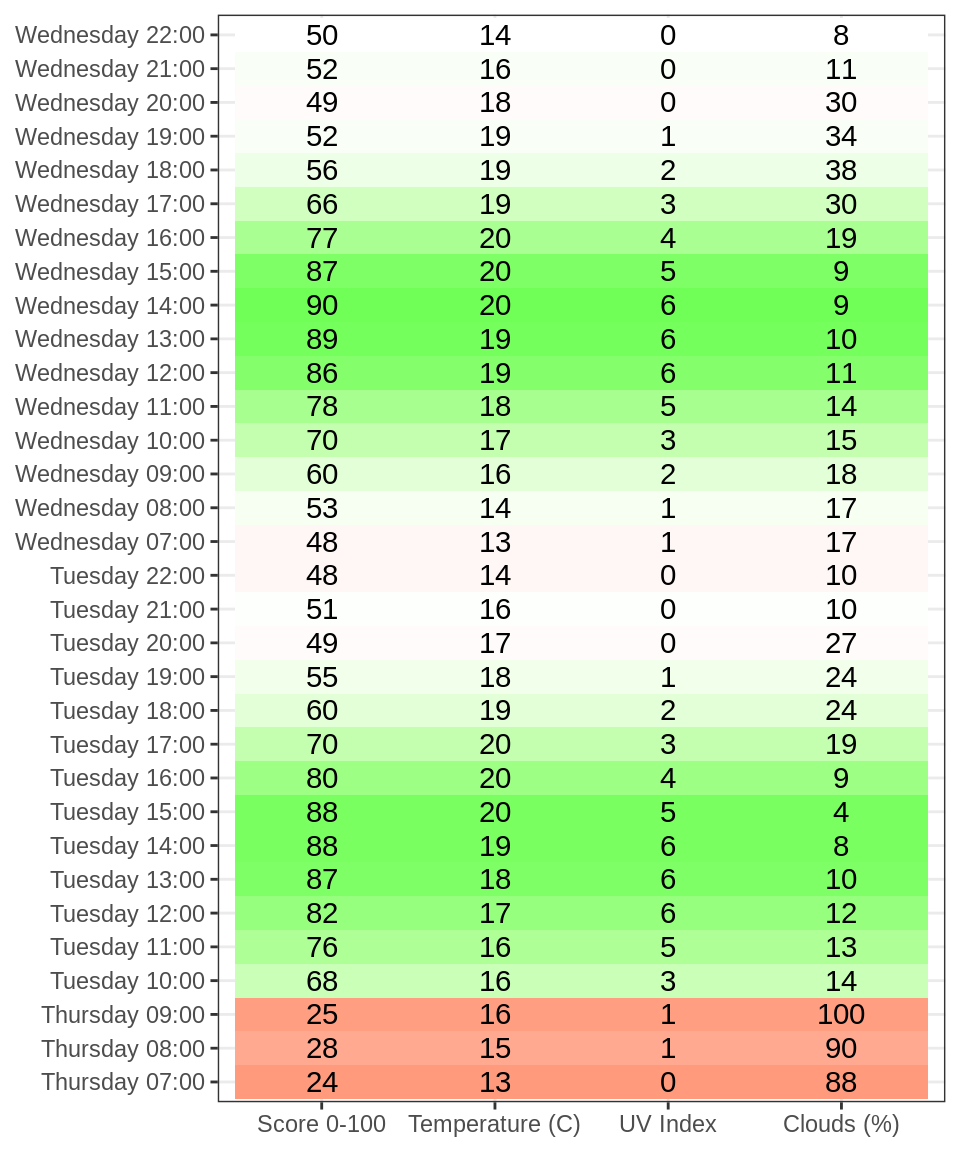 Wednesday 22:00 50 14 0 8
Wednesday 21:00 52 16 0 11
Wednesday 20:00 49 18 0 30
Wednesday 19:00 52 19 1 34
Wednesday 18:00 56 19 2 38
Wednesday 17:00 66 19 3 30
Wednesday 16:00 77 20 4 19
Wednesday 15:00 87 20 5 9
Wednesday 14:00 90 20 6 9
Wednesday 13:00 89 19 6 10
Wednesday 12:00 86 19 6 11
Wednesday 11:00 78 18 5 14
Wednesday 10:00 70 17 3 15
Wednesday 09:00 60 16 2 18
Wednesday 08:00 53 14 1 17
Wednesday 07:00 48 13 1 17
Tuesday 22:00 48 14 0 10
Tuesday 21:00 51 16 0 10
Tuesday 20:00 49 17 0 27
Tuesday 19:00 55 18 1 24
Tuesday 18:00 60 19 2 24
Tuesday 17:00 70 20 3 19
Tuesday 16:00 80 20 4 9
Tuesday 15:00 88 20 5 4
Tuesday 14:00 88 19 6 8
Tuesday 13:00 87 18 6 10
Tuesday 12:00 82 17 6 12
Tuesday 11:00 76 16 5 13
Tuesday 10:00 68 16 3 14
Thursday 09:00 25 16 1 100
Thursday 08:00 28 15 1 90
Thursday 07:00 24 13 0 88
Score 0-100 Temperature (C) UV Index Clouds (%)